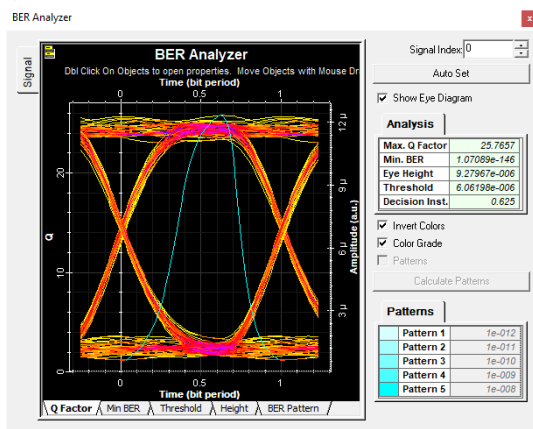 BER Analyzer
x
Signal
BER Analyzer
Dbl Click On Objects to open properties. Move Objects with Mouse Dr
Time (bit period)
0 0.5 1
Q
0 10 20
Amplitude (a.u.)
3 µ 6 µ 9 µ 12 µ
0 0.5 1
Time (bit period)
Q Factor Min BER Threshold Height BER Pattern
Signal Index: 0
Auto Set
Show Eye Diagram
Analysis
Max. Q Factor 25.7657
Min. BER 1.07089e-146
Eye Height 9.27967e-006
Threshold 6.06198e-006
Decision Inst. 0.625
Invert Colors
Color Grade
Patterns
Calculate Patterns
Patterns
Pattern 1 1e-012
Pattern 2 1e-011
Pattern 3 1e-010
Pattern 4 1e-009
Pattern 5 1e-008